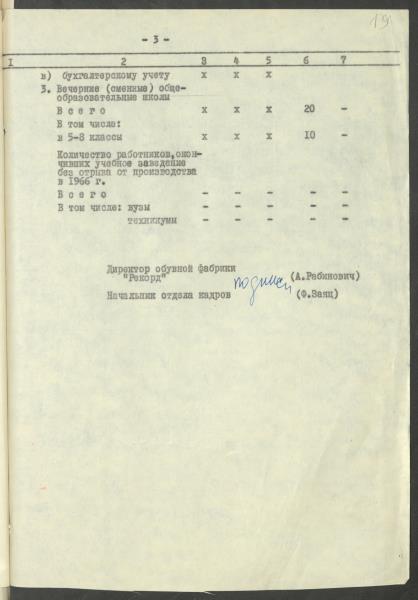 19
- 3 -
1 2 3 4 5 6 7
в) бухгалтерскому учету x x x
3. Вечерние (сменные) обще-
образовательные школы
В с е г о x x x 20 -
В том числе:
в 5-8 классы x x x 10 -
Количество работников,окон-
чивших учебное заведение
без отрыва от производства
в 1966 г.
В с е г о - - - - -
В том числе: вузы - - - - -
техникумы - - - - -
Директор обувной фабрики
"Рекорд" (А.Рабинович)
Начальник отдела кадров (Ф.Заяц)